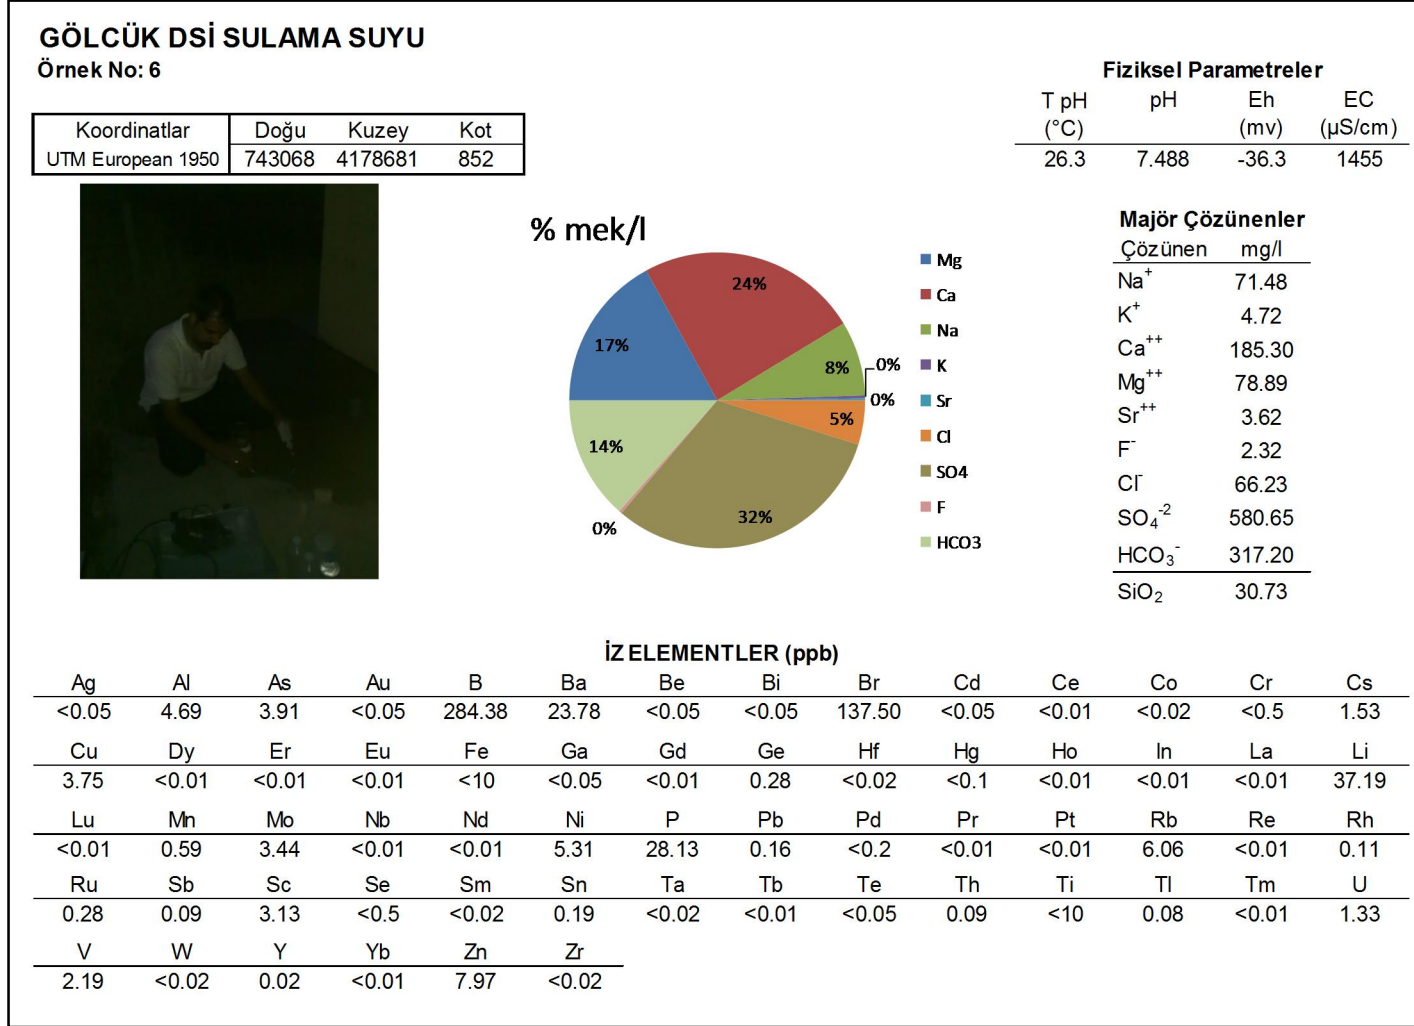 GÖLCÜK DSİ SULAMA SUYU
Örnek No: 6
Koordinatlar Doğu Kuzey Kot
UTM European 1950 743068 4178681 852
Fiziksel Parametreler
T pH pH Eh EC
(°C) (mv) (µS/cm)
26.3 7.488 -36.3 1455
% mek/l
17%
24%
8%
0%
0%
5%
32%
0%
14%
Mg
Ca
Na
K
Sr
Cl
SO4
F
HCO3
Majör Çözünenler
Çözünen mg/l
Na⁺ 71.48
K⁺ 4.72
Ca⁺⁺ 185.30
Mg⁺⁺ 78.89
Sr⁺⁺ 3.62
F⁻ 2.32
Cl⁻ 66.23
SO₄⁻² 580.65
HCO₃⁻ 317.20
SiO₂ 30.73
İZ ELEMENTLER (ppb)
Ag Al As Au B Ba Be Bi Br Cd Ce Co Cr Cs
<0.05 4.69 3.91 <0.05 284.38 23.78 <0.05 <0.05 137.50 <0.05 <0.01 <0.02 <0.5 1.53
Cu Dy Er Eu Fe Ga Gd Ge Hf Hg Ho In La Li
3.75 <0.01 <0.01 <0.01 <10 <0.05 <0.01 0.28 <0.02 <0.1 <0.01 <0.01 <0.01 37.19
Lu Mn Mo Nb Nd Ni P Pb Pd Pr Pt Rb Re Rh
<0.01 0.59 3.44 <0.01 <0.01 5.31 28.13 0.16 <0.2 <0.01 <0.01 6.06 <0.01 0.11
Ru Sb Sc Se Sm Sn Ta Tb Te Th Ti Tl Tm U
0.28 0.09 3.13 <0.5 <0.02 0.19 <0.02 <0.01 <0.05 0.09 <10 0.08 <0.01 1.33
V W Y Yb Zn Zr
2.19 <0.02 0.02 <0.01 7.97 <0.02